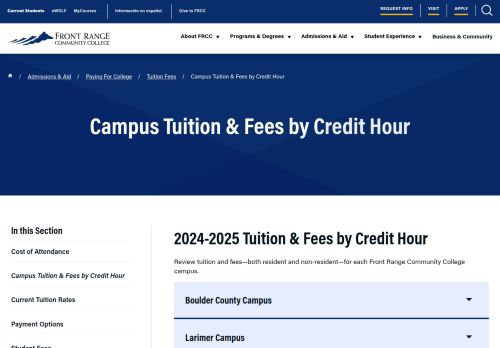 Current Students eWOLF MyCourses Información en español Give to FRCC REQUEST INFO VISIT APPLY
FRONT RANGE
COMMUNITY COLLEGE
About FRCC Programs & Degrees Admissions & Aid Student Experience Business & Community
/ Admissions & Aid / Paying For College / Tuition Fees / Campus Tuition & Fees by Credit Hour
Campus Tuition & Fees by Credit Hour
In this Section
Cost of Attendance
Campus Tuition & Fees by Credit Hour
Current Tuition Rates
Payment Options
Student Fees
2024-2025 Tuition & Fees by Credit Hour
Review tuition and fees—both resident and non-resident—for each Front Range Community College
campus.
Boulder County Campus
Larimer Campus